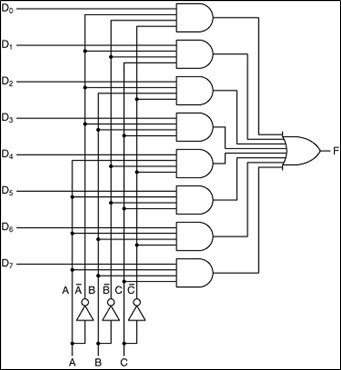 D₀
D₁
D₂
D₃
D₄
D₅
D₆
D₇
F
A A̅ B B̅ C C̅
A B C